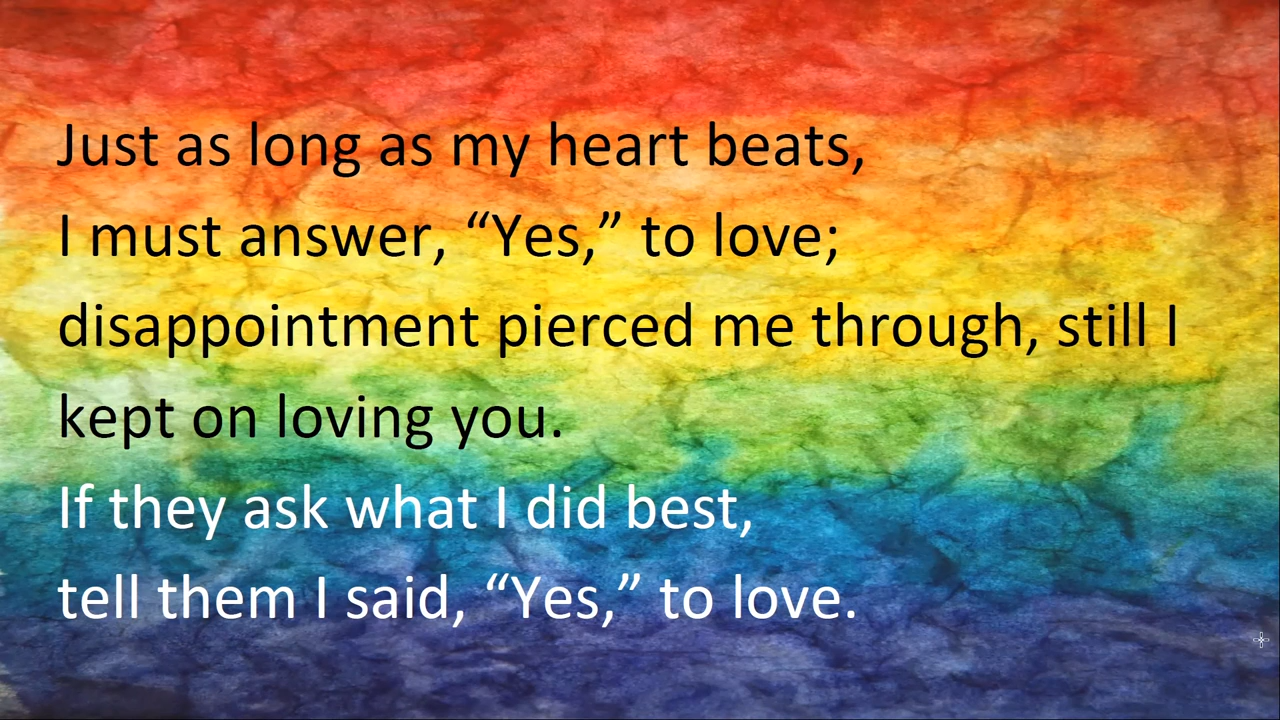 Just as long as my heart beats,
I must answer, “Yes,” to love;
disappointment pierced me through, still I
kept on loving you.
If they ask what I did best,
tell them I said, “Yes,” to love.